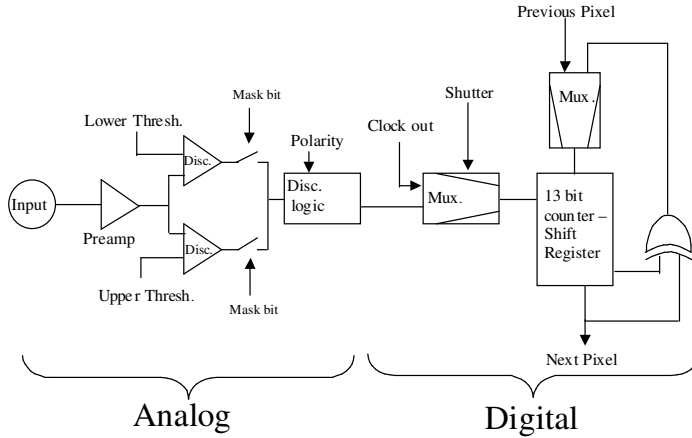 Previous Pixel
Mux.
Shutter
Mask bit
Lower Thresh.
Clock out
Polarity
Disc.
Disc.
logic
Mux.
13 bit
counter –
Shift
Register
Input
Preamp
Disc.
Upper Thresh.
Mask bit
Next Pixel
Analog
Digital